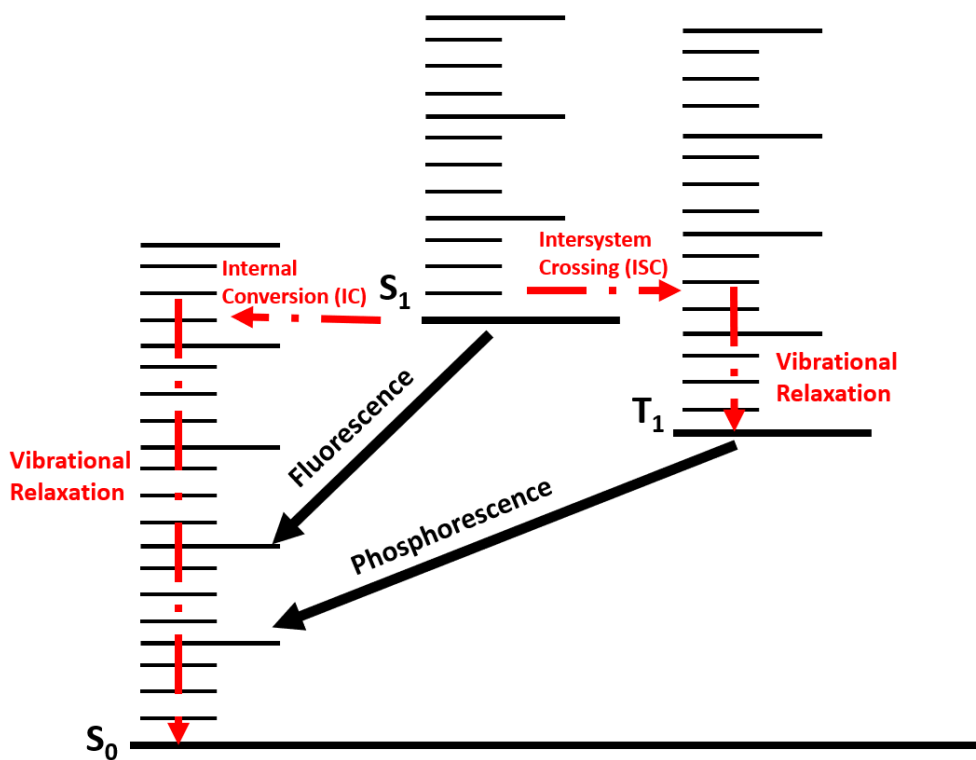 Intersystem
Crossing (ISC)
Internal
Conversion (IC)
S₁
Vibrational
Relaxation
T₁
Fluorescence
Vibrational
Relaxation
Phosphorescence
S₀